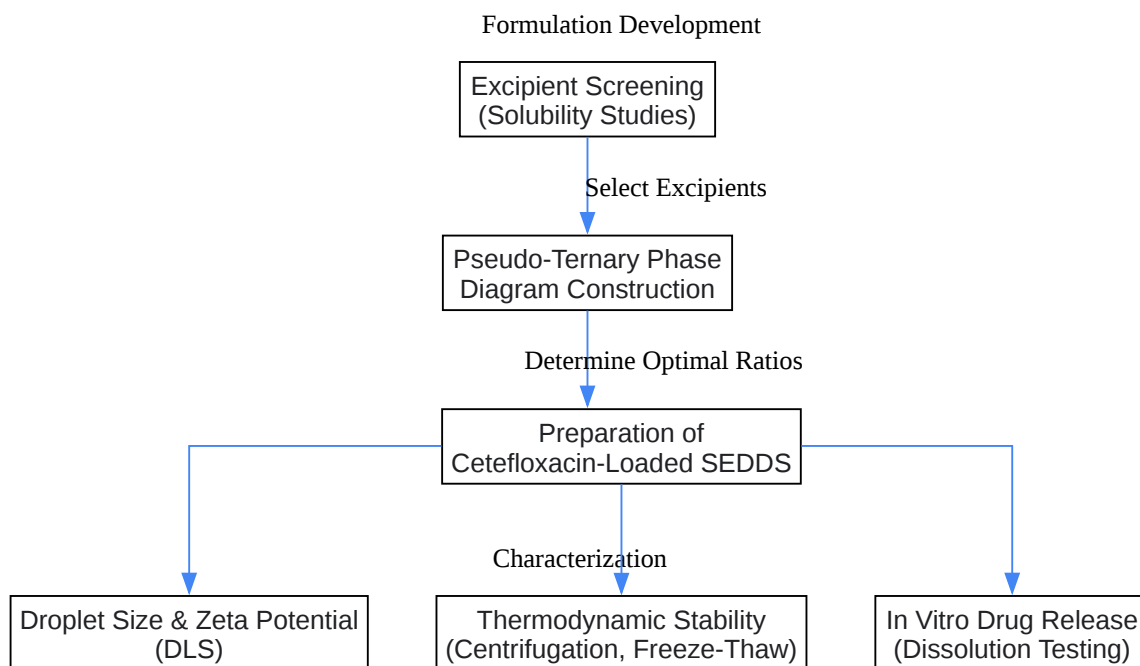 Formulation Development
Excipient Screening
(Solubility Studies)
Select Excipients
Pseudo-Ternary Phase
Diagram Construction
Determine Optimal Ratios
Preparation of
Cetefloxacin-Loaded SEDDS
Characterization
Droplet Size & Zeta Potential
(DLS)
Thermodynamic Stability
(Centrifugation, Freeze-Thaw)
In Vitro Drug Release
(Dissolution Testing)